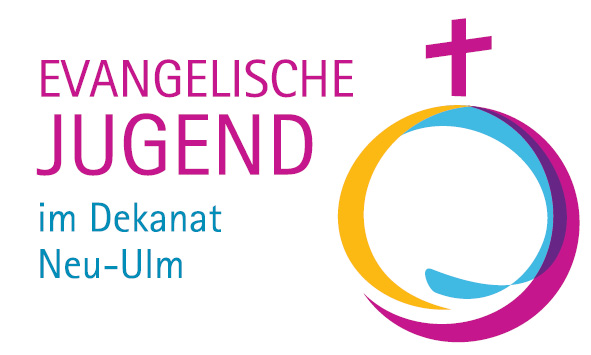 EVANGELISCHE
JUGEND
im Dekanat
Neu-Ulm